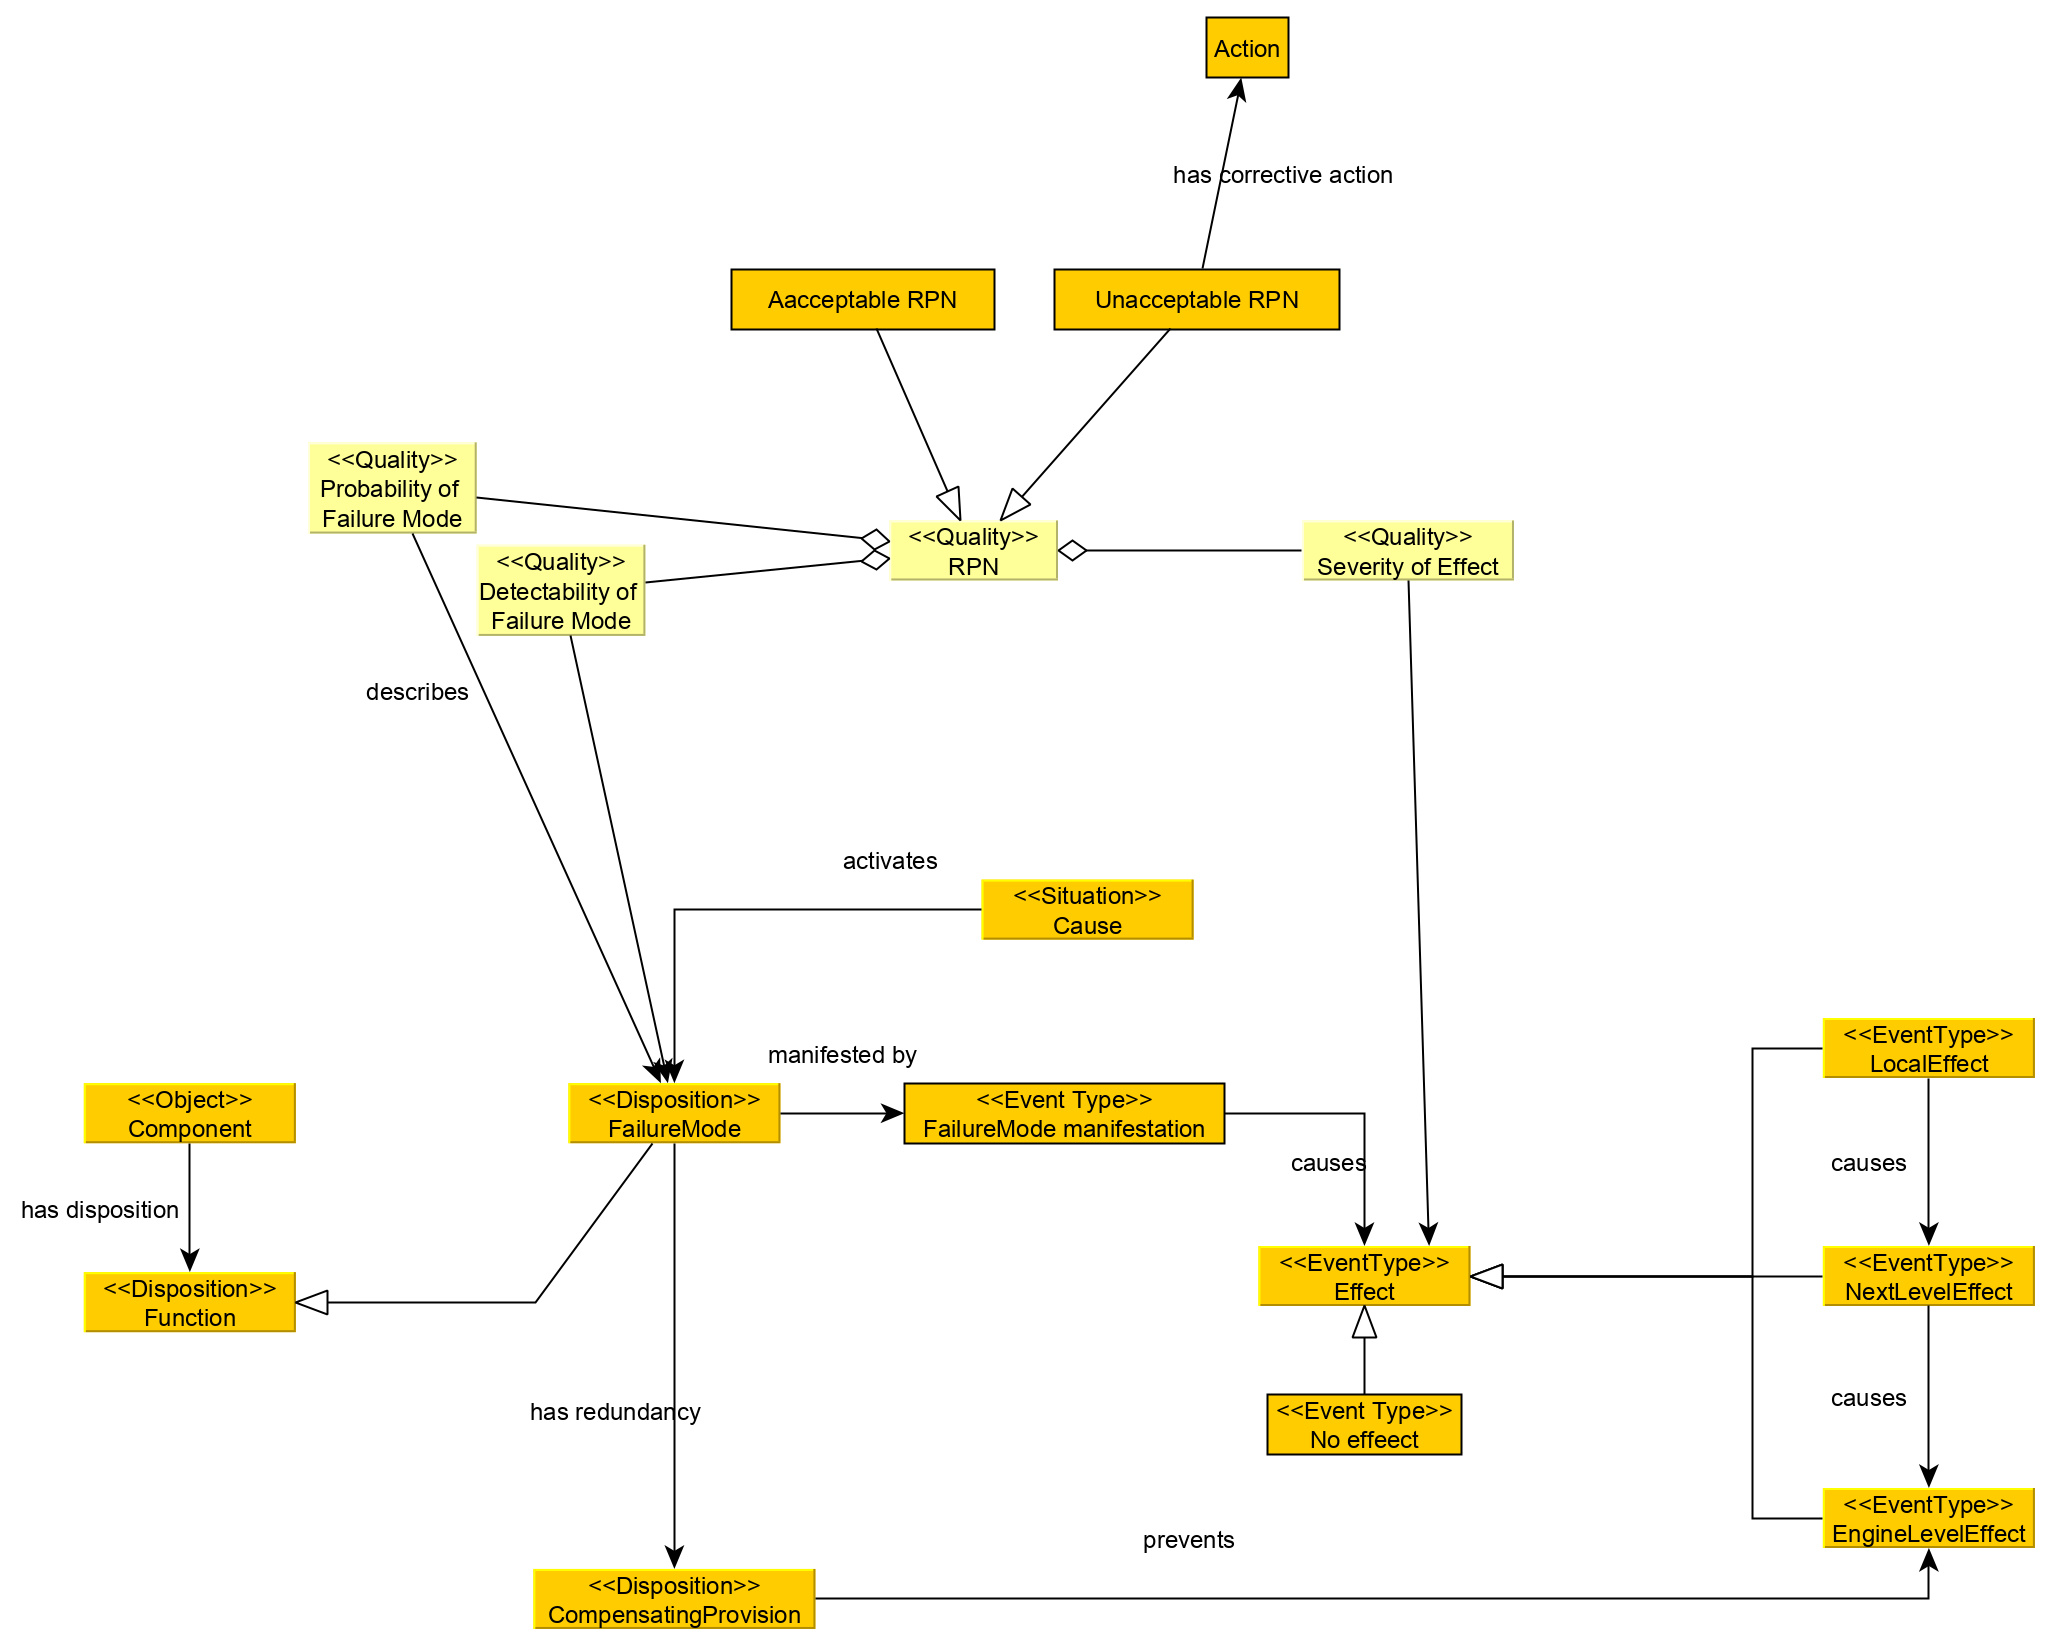 Action
has corrective action
Aacceptable RPN
Unacceptable RPN
<<Quality>>
Probability of
Failure Mode
<<Quality>>
Detectability of
Failure Mode
<<Quality>>
RPN
<<Quality>>
Severity of Effect
describes
activates
<<Situation>>
Cause
<<EventType>>
LocalEffect
manifested by
<<Object>>
Component
<<Disposition>>
FailureMode
<<Event Type>>
FailureMode manifestation
causes
causes
has disposition
<<Disposition>>
Function
<<EventType>>
Effect
<<EventType>>
NextLevelEffect
has redundancy
<<Event Type>>
No effeect
causes
<<EventType>>
EngineLevelEffect
prevents
<<Disposition>>
CompensatingProvision